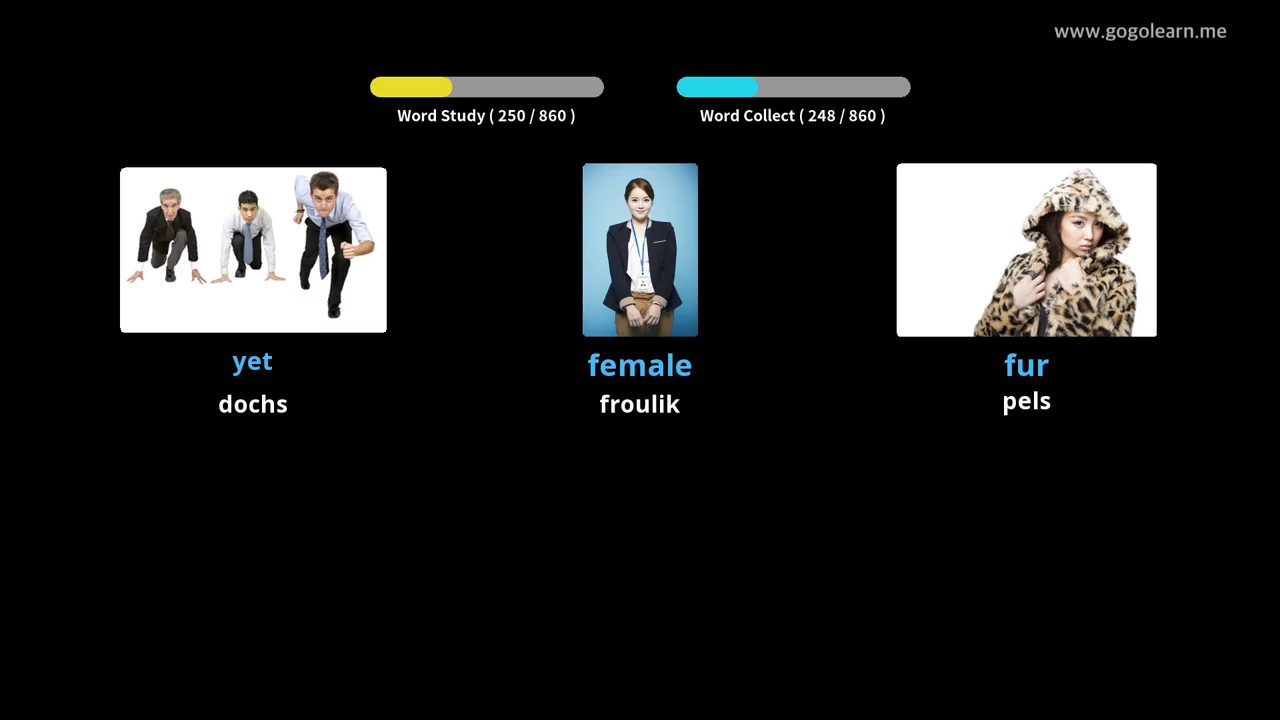 www.gogolearn.me
Word Study ( 250 / 860 )
Word Collect ( 248 / 860 )
yet
dochs
female
froulik
fur
pels